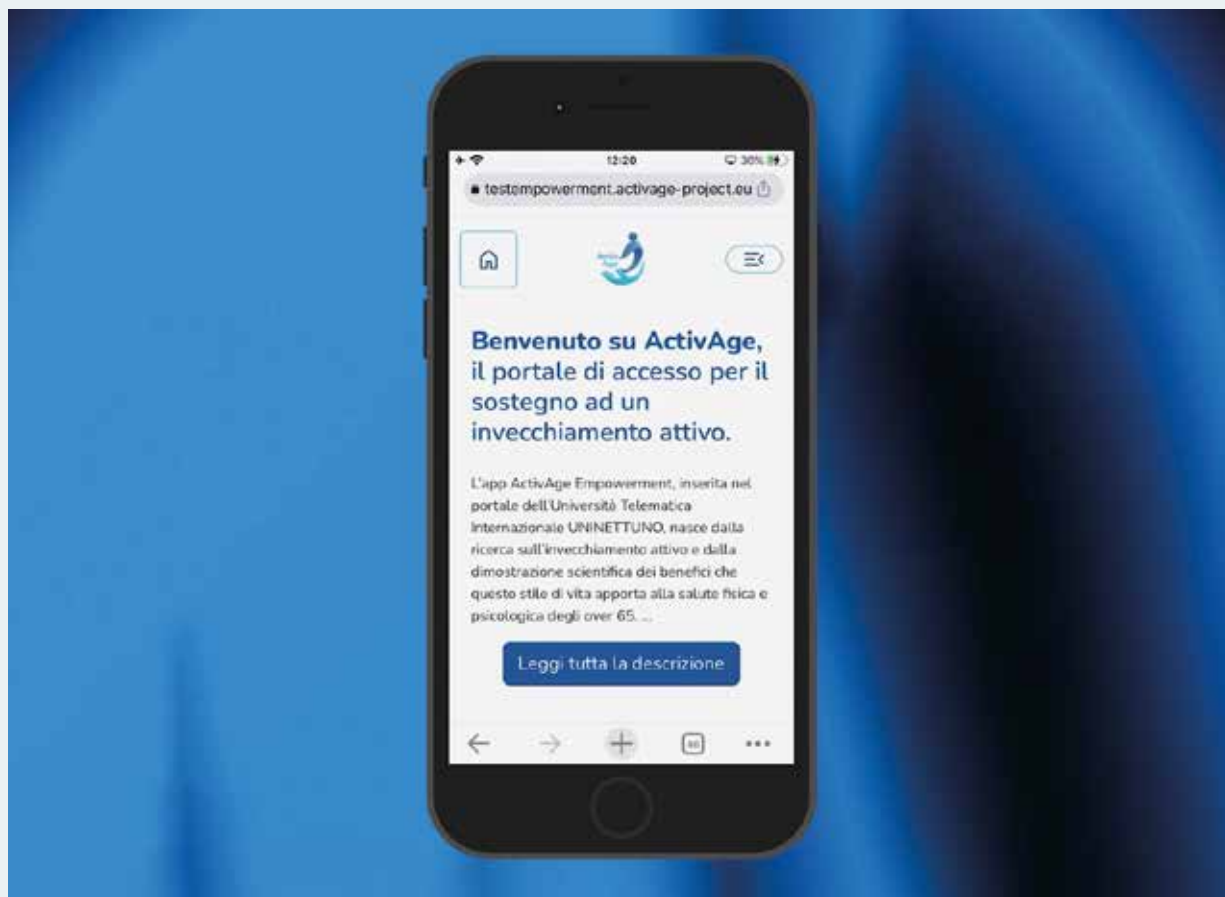 12:20
30%
testempowerment.activage-project.eu
Benvenuto su ActivAge,
il portale di accesso per il
sostegno ad un
invecchiamento attivo.
L'app ActivAge Empowerment, inserita nel
portale dell'Università Telematica
Internazionale UNINETTUNO, nasce dalla
ricerca sull'invecchiamento attivo e dalla
dimostrazione scientifica dei benefici che
questo stile di vita apporta alla salute fisica e
psicologica degli over 65. ...
Leggi tutta la descrizione